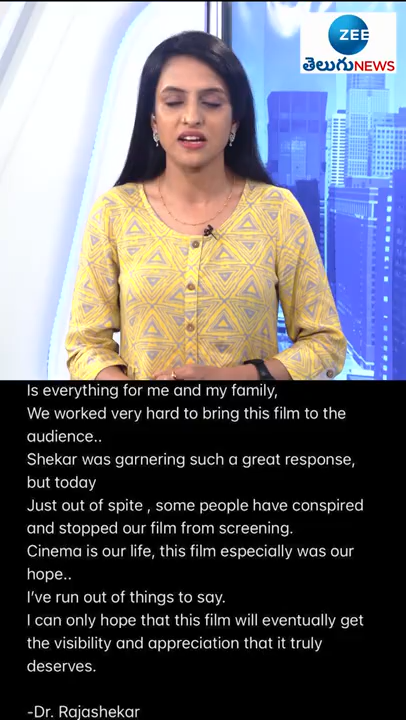 ZEE
తెలుగు NEWS
Is everything for me and my family,
We worked very hard to bring this film to the
audience..
Shekar was garnering such a great response,
but today
Just out of spite , some people have conspired
and stopped our film from screening.
Cinema is our life, this film especially was our
hope..
I've run out of things to say.
I can only hope that this film will eventually get
the visibility and appreciation that it truly
deserves.
-Dr. Rajashekar